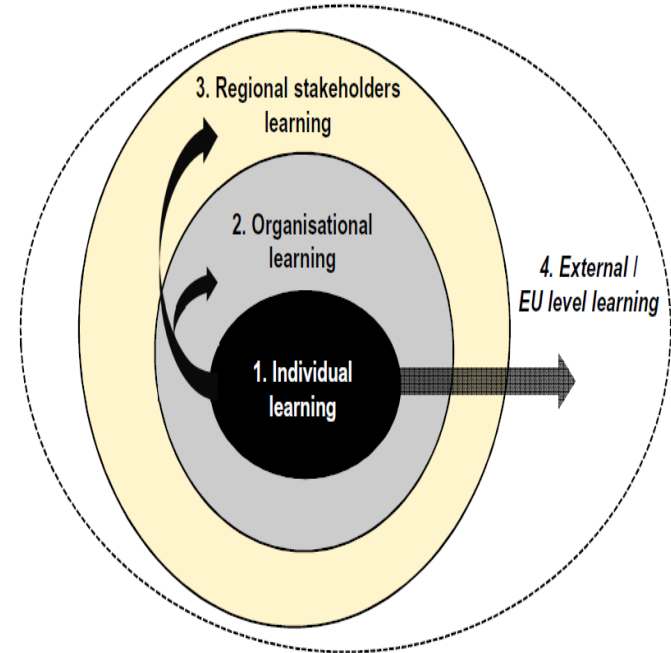 3. Regional stakeholders
learning
2. Organisational
learning
4. External /
EU level learning
1. Individual
learning